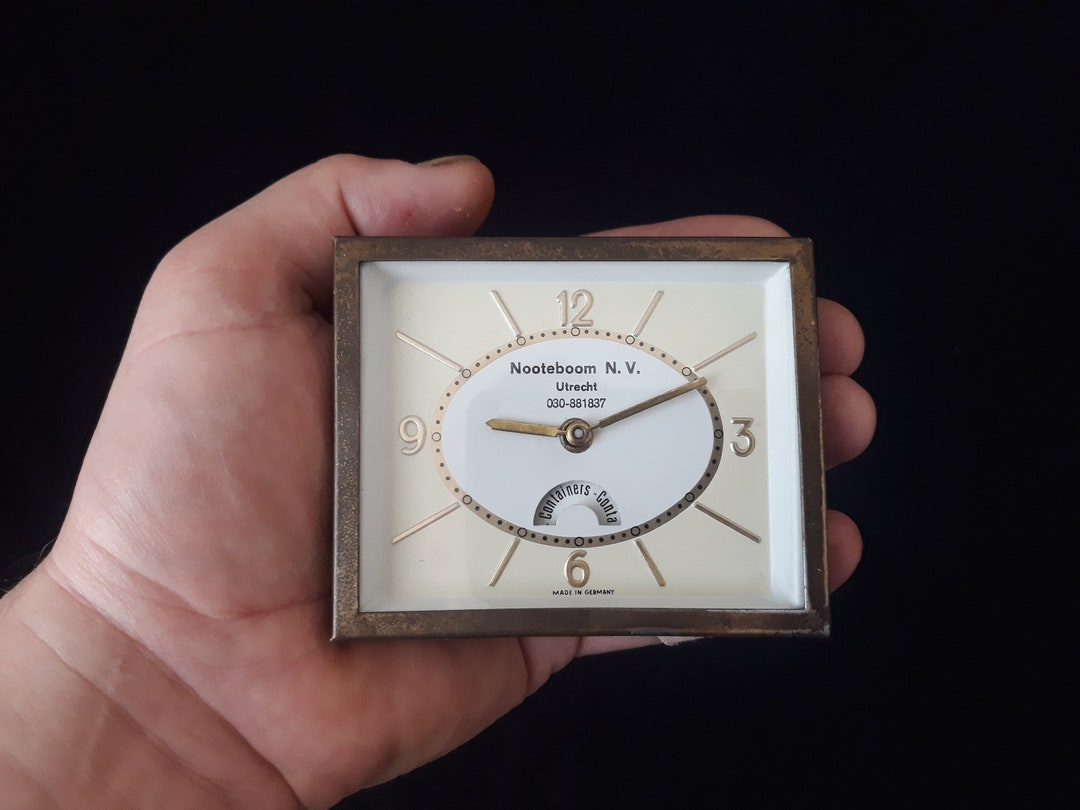 12
Nooteboom N. V.
Utrecht
030-881837
9
3
Containers - Conta
6
MADE IN GERMANY